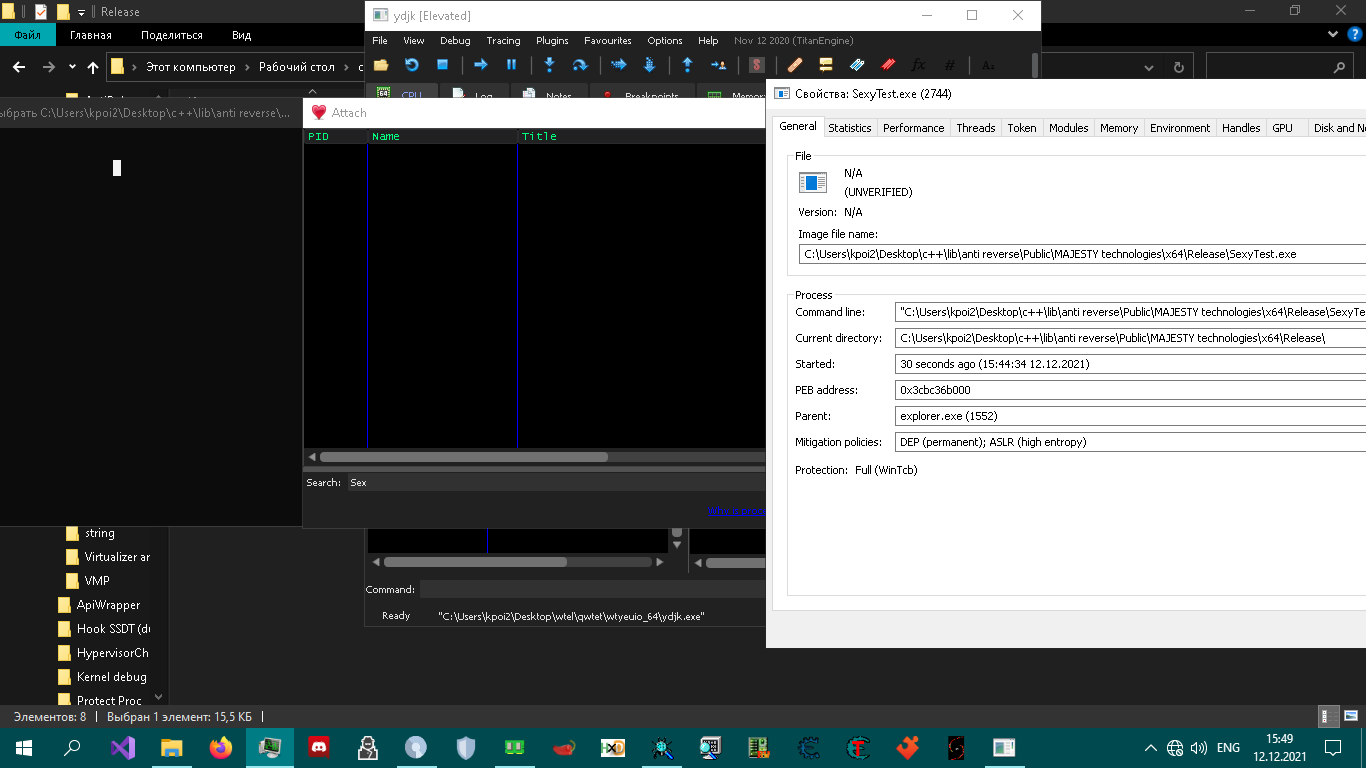 Release
Файл Главная Поделиться Вид
Этот компьютер Рабочий стол
ydjk [Elevated]
File View Debug Tracing Plugins Favourites Options Help Nov 12 2020 (TitanEngine)
CPU Log Notes Breakpoints
ыбрать C:\Users\kpoi2\Desktop\c++\lib\anti reverse\...
Attach
PID Name Title
Search: Sex
Command:
Ready "C:\Users\kpoi2\Desktop\wtel\qwtet\wtyeuio_64\ydjk.exe"
Свойства: SexyTest.exe (2744)
General Statistics Performance Threads Token Modules Memory Environment Handles GPU Disk and Ne
File
N/A
(UNVERIFIED)
Version: N/A
Image file name:
C:\Users\kpoi2\Desktop\c++\lib\anti reverse\Public\MAJESTY technologies\x64\Release\SexyTest.exe
Process
Command line: "C:\Users\kpoi2\Desktop\c++\lib\anti reverse\Public\MAJESTY technologies\x64\Release\SexyTes
Current directory: C:\Users\kpoi2\Desktop\c++\lib\anti reverse\Public\MAJESTY technologies\x64\Release\
Started: 30 seconds ago (15:44:34 12.12.2021)
PEB address: 0x3cbc36b000
Parent: explorer.exe (1552)
Mitigation policies: DEP (permanent); ASLR (high entropy)
Protection: Full (WinTcb)
string
Virtualizer ar
VMP
ApiWrapper
Hook SSDT (dι
HypervisorCh
Kernel debug
Protect Proc
Элементов: 8 | Выбран 1 элемент: 15,5 КБ |
ENG 15:49
12.12.2021